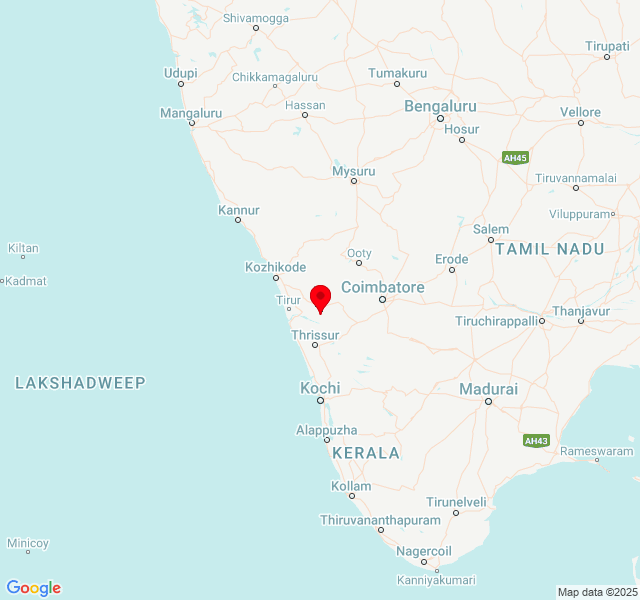 Shivamogga
Tirupati
Udupi
Chikkamagaluru
Tumakuru
Hassan
Bengaluru
Vellore
Mangaluru
Hosur
AH45
Mysuru
Tiruvannamalai
Kannur
Viluppuram
Salem
Kiltan
TAMIL NADU
Ooty
Erode
Kozhikode
Kadmat
Coimbatore
Tirur
Tiruchirappalli
Thanjavur
Thrissur
LAKSHADWEEP
Kochi
Madurai
Alappuzha
AH43
KERALA
Rameswaram
Kollam
Tirunelveli
Thiruvananthapuram
Minicoy
Nagercoil
Kanniyakumari
Google
Map data ©2025